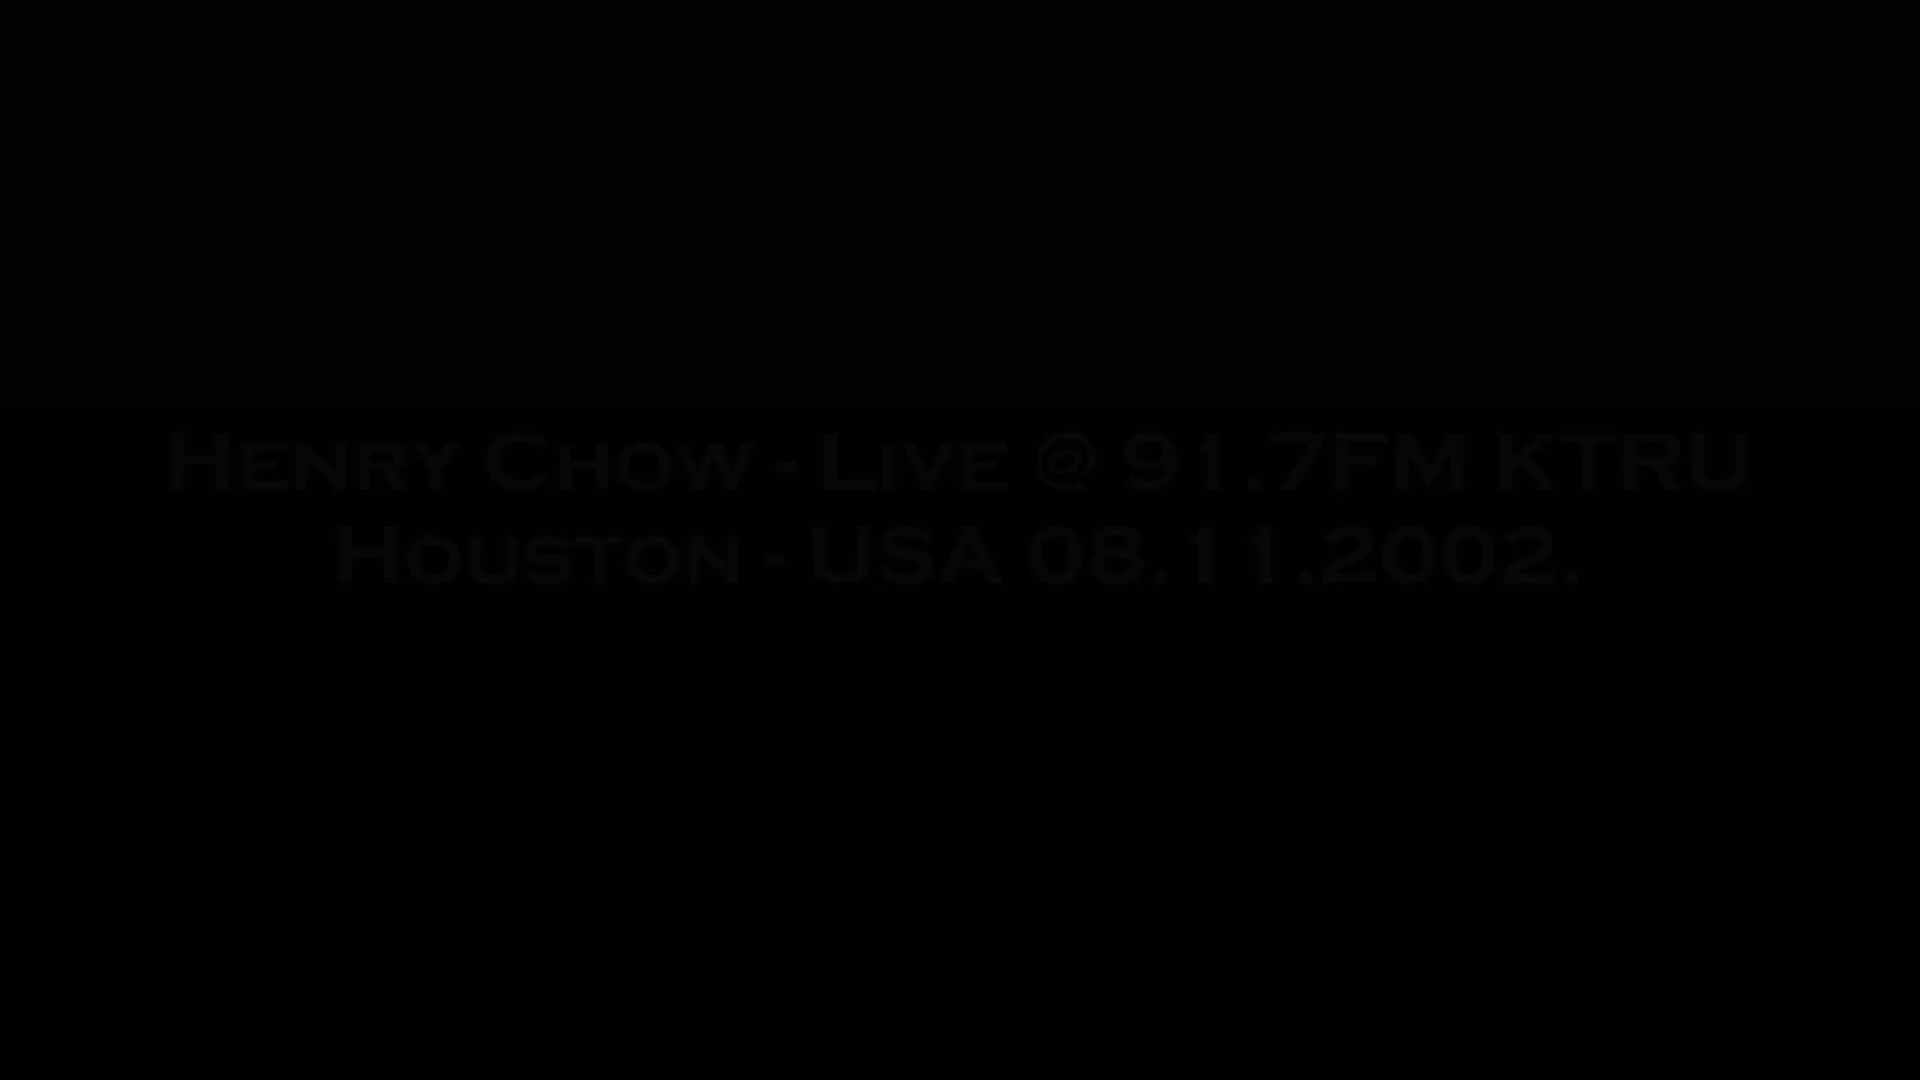 Henry Chow - Live @ 91.7FM KTRU
Houston - USA 08.11.2002.